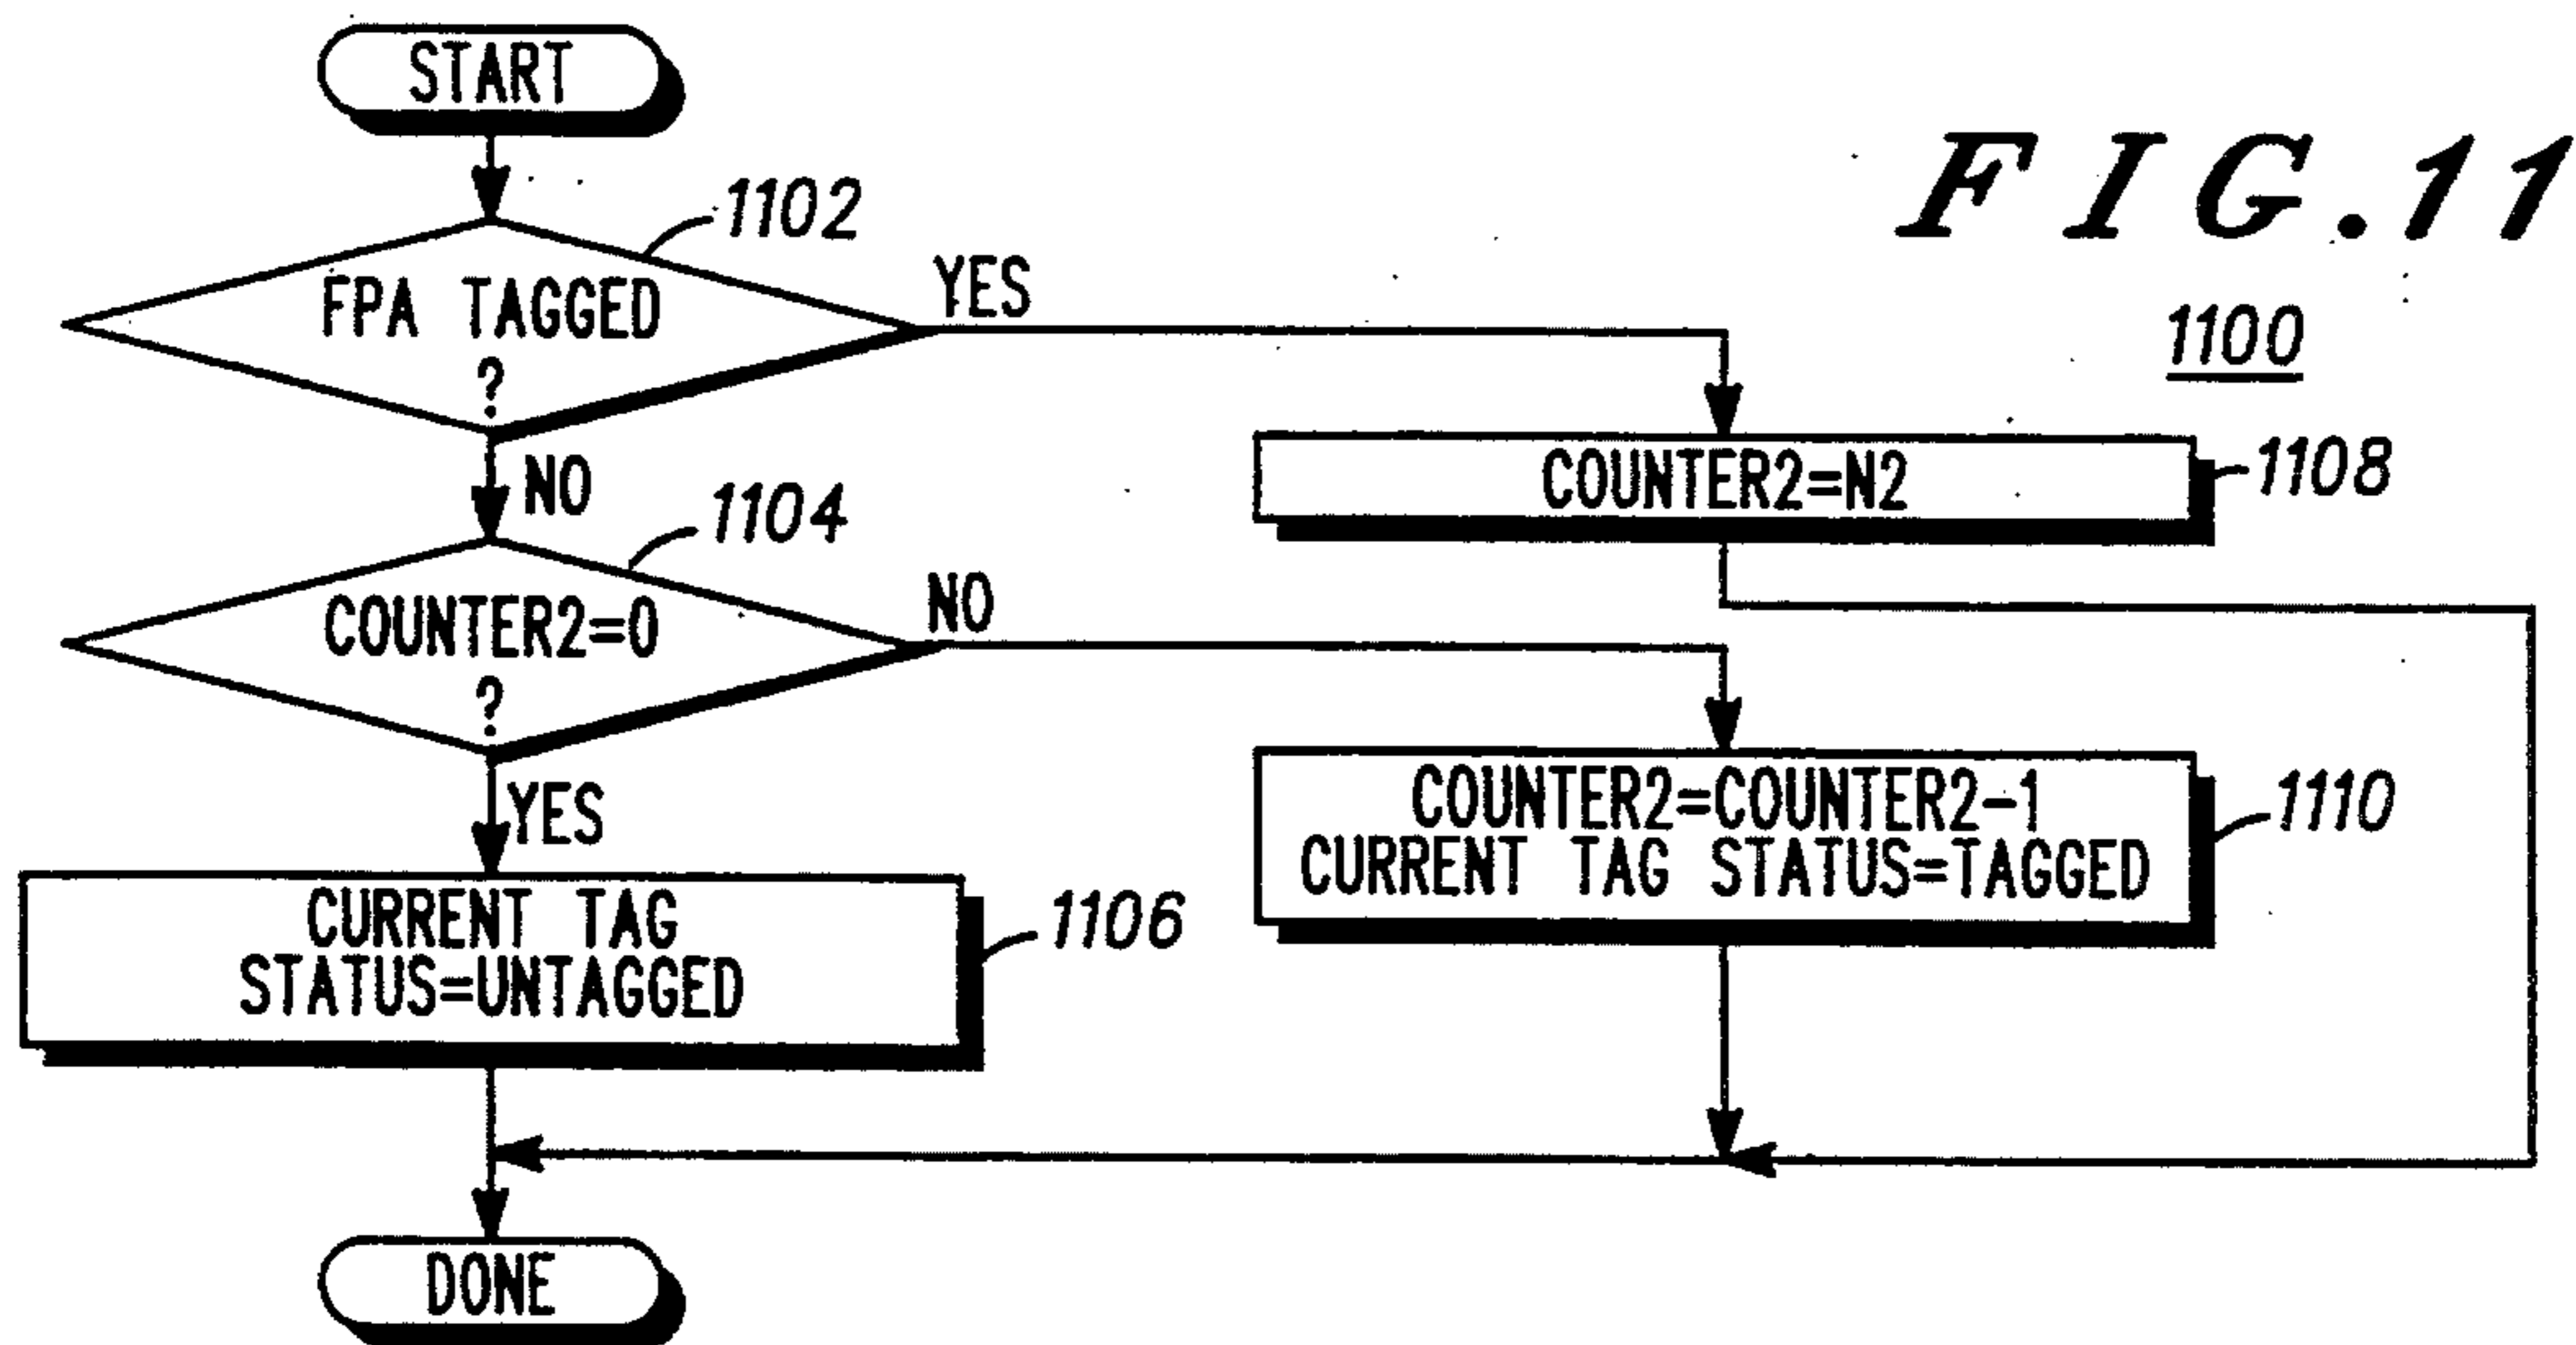 START
FIG.11
1100
1102
FPA TAGGED
?
YES
NO
COUNTER2=N2
1108
1104
COUNTER2=0
?
NO
YES
COUNTER2=COUNTER2-1
CURRENT TAG STATUS=TAGGED
1110
CURRENT TAG
STATUS=UNTAGGED
1106
DONE